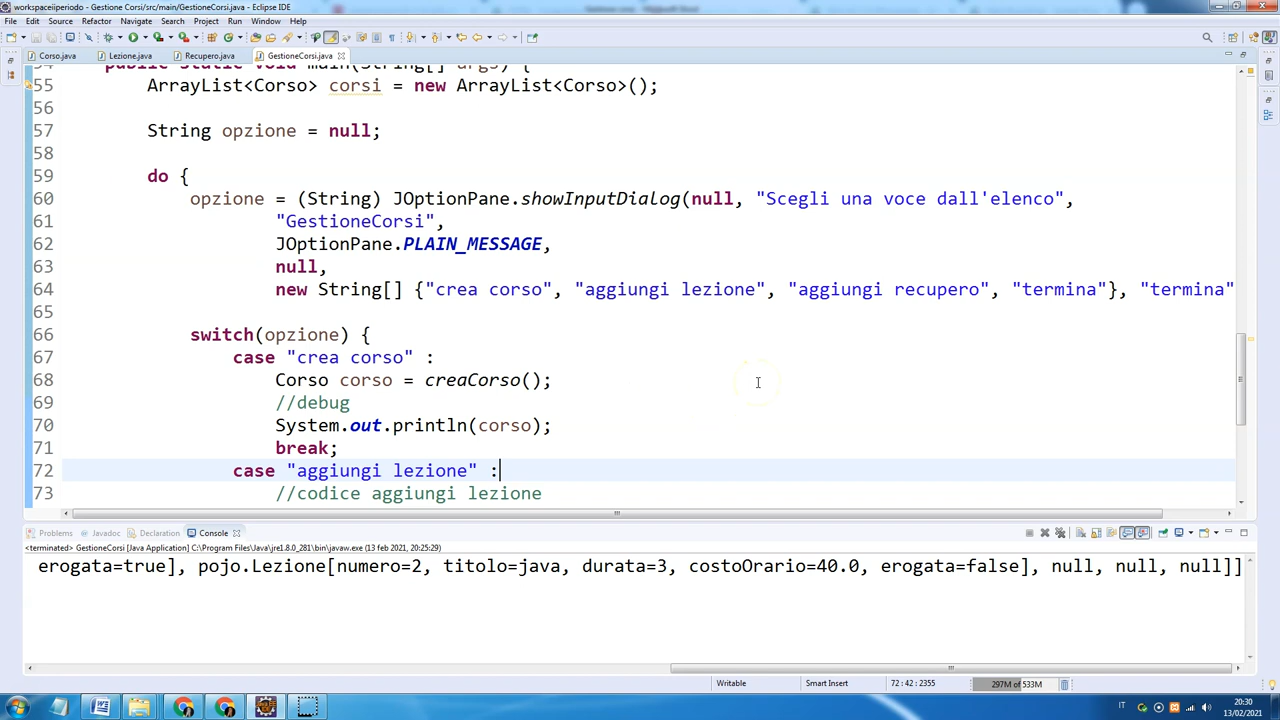 workspaceiiperiodo - Gestione Corsi/src/main/GestioneCorsi.java - Eclipse IDE
File Edit Source Refactor Navigate Search Project Run Window Help
Corso.java Lezione.java Recupero.java GestioneCorsi.java
54 public static void main(String[] args) {
55 ArrayList<Corso> corsi = new ArrayList<Corso>();
56
57 String opzione = null;
58
59 do {
60 opzione = (String) JOptionPane.showInputDialog(null, "Scegli una voce dall'elenco",
61 "GestioneCorsi",
62 JOptionPane.PLAIN_MESSAGE,
63 null,
64 new String[] {"crea corso", "aggiungi lezione", "aggiungi recupero", "termina"}, "termina"
65
66 switch(opzione) {
67 case "crea corso" :
68 Corso corso = creaCorso();
69 //debug
70 System.out.println(corso);
71 break;
72 case "aggiungi lezione" :
73 //codice aggiungi lezione
Problems Javadoc Declaration Console
<terminated> GestioneCorsi [Java Application] C:\Program Files\Java\jre1.8.0_281\bin\javaw.exe (13 feb 2021, 20:25:29)
erogata=true], pojo.Lezione[numero=2, titolo=java, durata=3, costoOrario=40.0, erogata=false], null, null, null]]
Writable Smart Insert 72 : 42 : 2355 297M of 533M
IT 20:30
13/02/2021